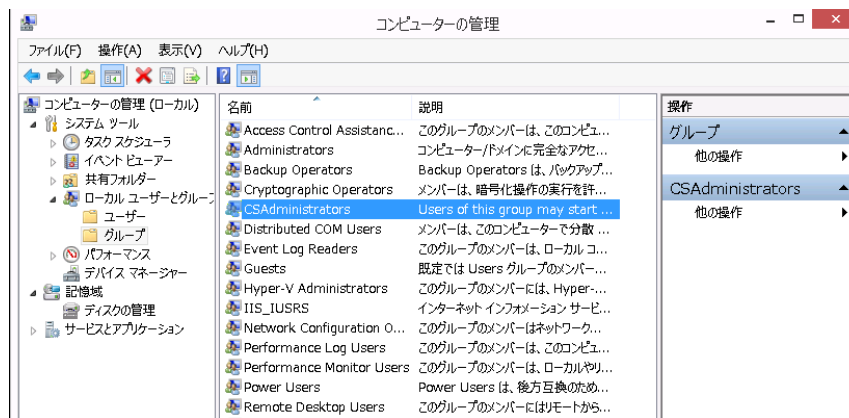 コンピューターの管理
ファイル(F) 操作(A) 表示(V) ヘルプ(H)
コンピューターの管理 (ローカル)
システム ツール
タスク スケジューラ
イベント ビューアー
共有フォルダー
ローカル ユーザーとグルー
ユーザー
グループ
パフォーマンス
デバイス マネージャー
記憶域
ディスクの管理
サービスとアプリケーション
名前 説明
Access Control Assistanc... このグループのメンバーは、このコンピュ...
Administrators コンピューター/ドメインに完全なアクセ...
Backup Operators Backup Operators は、バックアップ...
Cryptographic Operators メンバーは、暗号化操作の実行を許...
CSAdministrators Users of this group may start ...
Distributed COM Users メンバーは、このコンピューターで分散 ...
Event Log Readers このグループのメンバーは、ローカル コ...
Guests 既定では Users グループのメンバー...
Hyper-V Administrators このグループのメンバーには、Hyper-...
IIS_IUSRS インターネット インフォメーション サービ...
Network Configuration O... このグループのメンバーはネットワーク...
Performance Log Users このグループのメンバーは、このコンピュ...
Performance Monitor Users このグループのメンバーは、ローカルやリ...
Power Users Power Users は、後方互換のため...
Remote Desktop Users このグループのメンバーにはリモートから...
操作
グループ
他の操作
CSAdministrators
他の操作